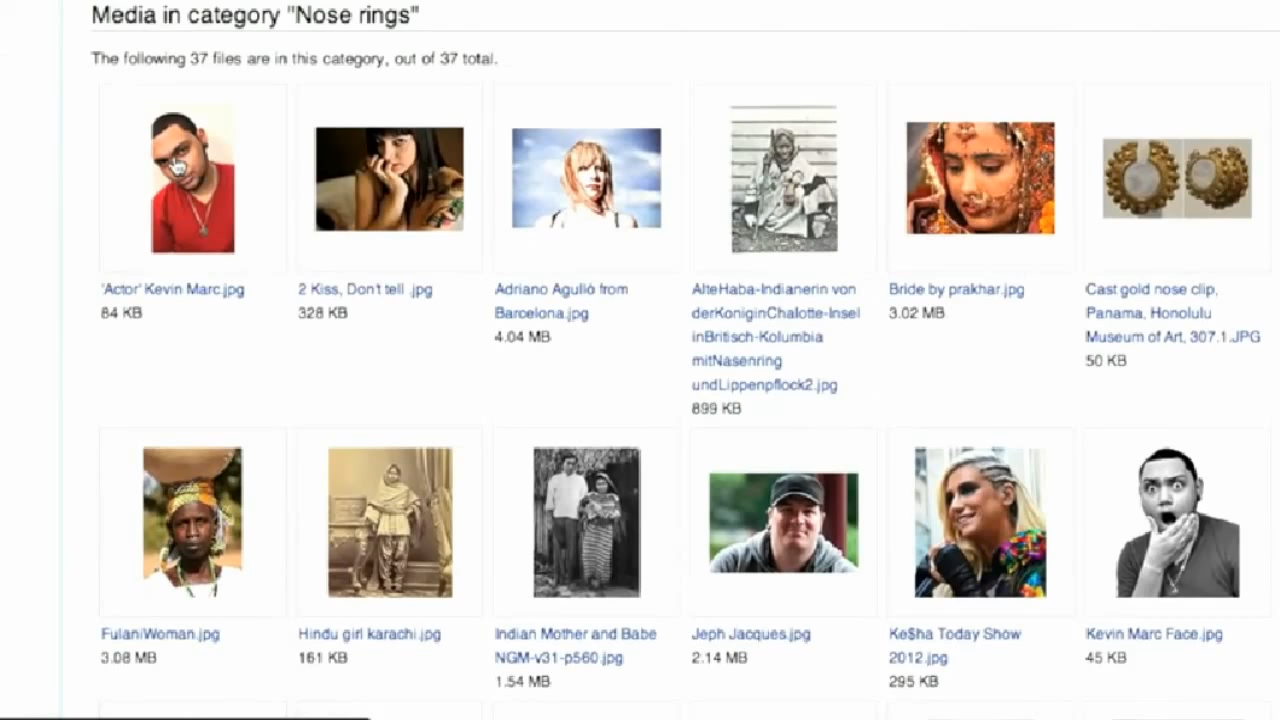 Media in category "Nose rings"
The following 37 files are in this category, out of 37 total.
'Actor' Kevin Marc.jpg
84 KB
2 Kiss, Don't tell .jpg
328 KB
Adriano Agulló from
Barcelona.jpg
4.04 MB
AlteHaba-Indianerin von
derKoniginChalotte-Insel
inBritisch-Kolumbia
mitNasenring
undLippenpflock2.jpg
899 KB
Bride by prakhar.jpg
3.02 MB
Cast gold nose clip,
Panama, Honolulu
Museum of Art, 307.1.JPG
50 KB
FulaniWoman.jpg
3.08 MB
Hindu girl karachi.jpg
161 KB
Indian Mother and Babe
NGM-v31-p560.jpg
1.54 MB
Jeph Jacques.jpg
2.14 MB
Ke$ha Today Show
2012.jpg
295 KB
Kevin Marc Face.jpg
45 KB